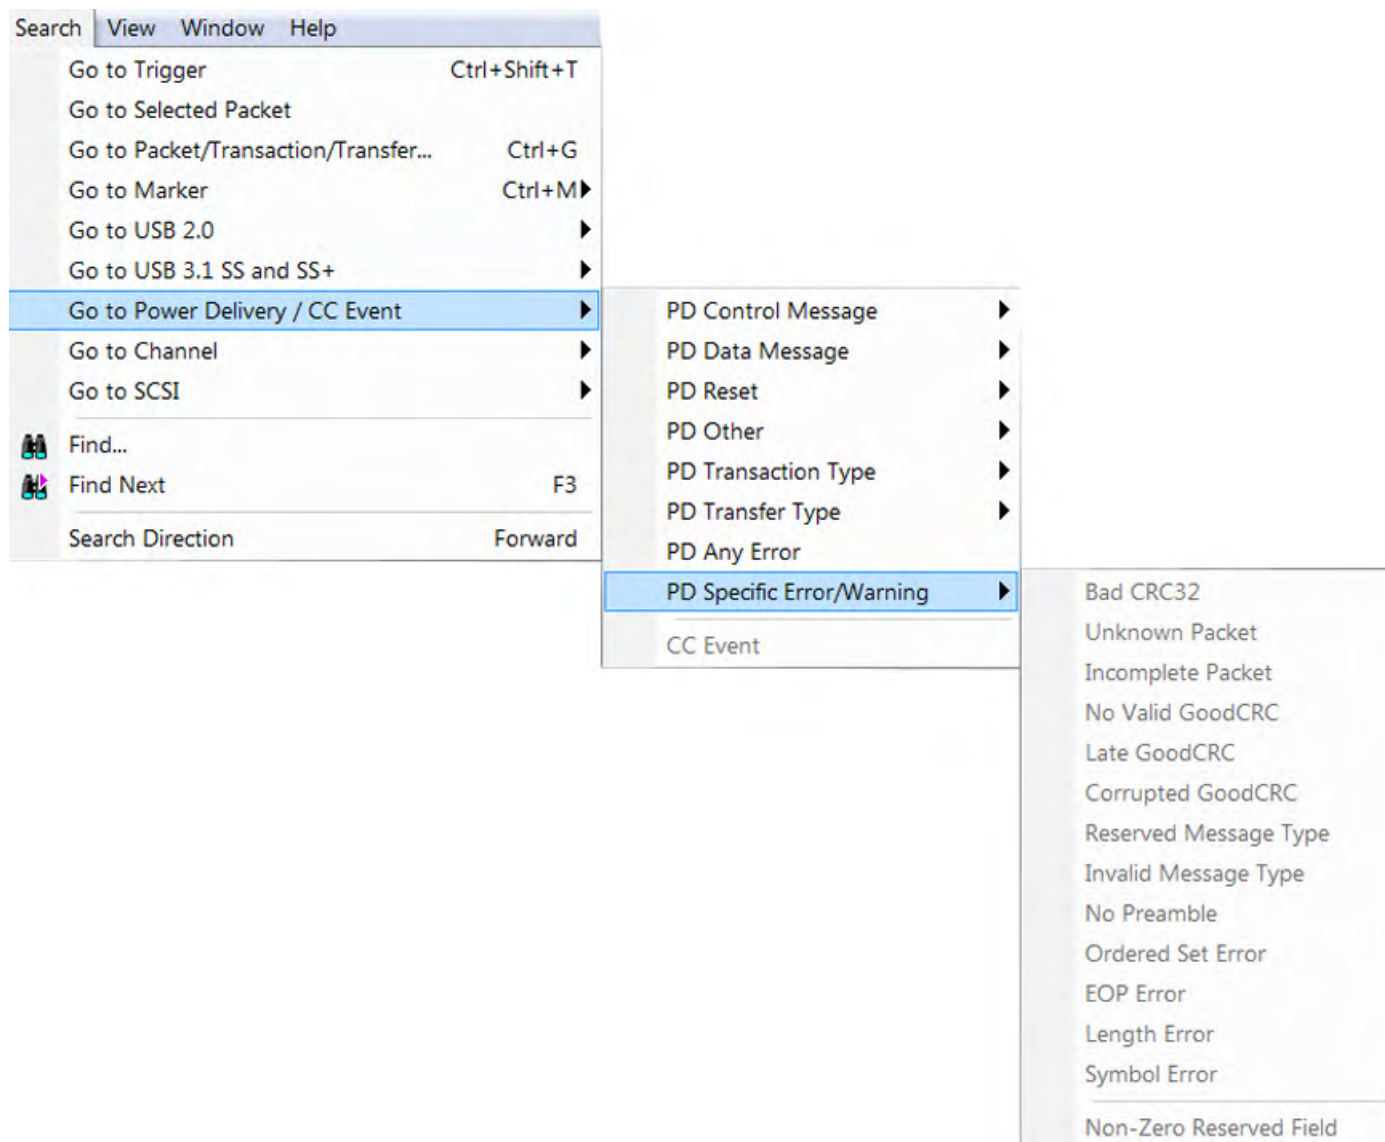 Search View Window Help
Go to Trigger Ctrl+Shift+T
Go to Selected Packet
Go to Packet/Transaction/Transfer... Ctrl+G
Go to Marker Ctrl+M
Go to USB 2.0
Go to USB 3.1 SS and SS+
Go to Power Delivery / CC Event
Go to Channel
Go to SCSI
Find...
Find Next F3
Search Direction Forward
PD Control Message
PD Data Message
PD Reset
PD Other
PD Transaction Type
PD Transfer Type
PD Any Error
PD Specific Error/Warning
CC Event
Bad CRC32
Unknown Packet
Incomplete Packet
No Valid GoodCRC
Late GoodCRC
Corrupted GoodCRC
Reserved Message Type
Invalid Message Type
No Preamble
Ordered Set Error
EOP Error
Length Error
Symbol Error
Non-Zero Reserved Field